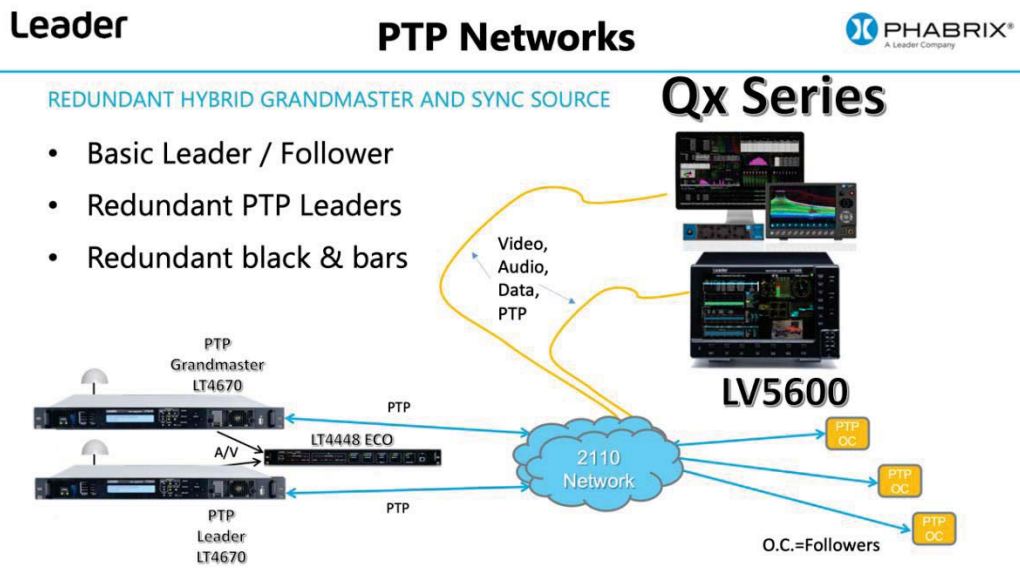 Leader
PTP Networks
PHABRIX®
A Leader Company
REDUNDANT HYBRID GRANDMASTER AND SYNC SOURCE
Qx Series
• Basic Leader / Follower
• Redundant PTP Leaders
• Redundant black & bars
Video,
Audio,
Data,
PTP
Leader
LV5600
PTP
Grandmaster
LT4670
PTP
LT4448 ECO
A/V
2110
Network
PTP
PTP
Leader
LT4670
PTP
OC
PTP
OC
PTP
OC
O.C.=Followers